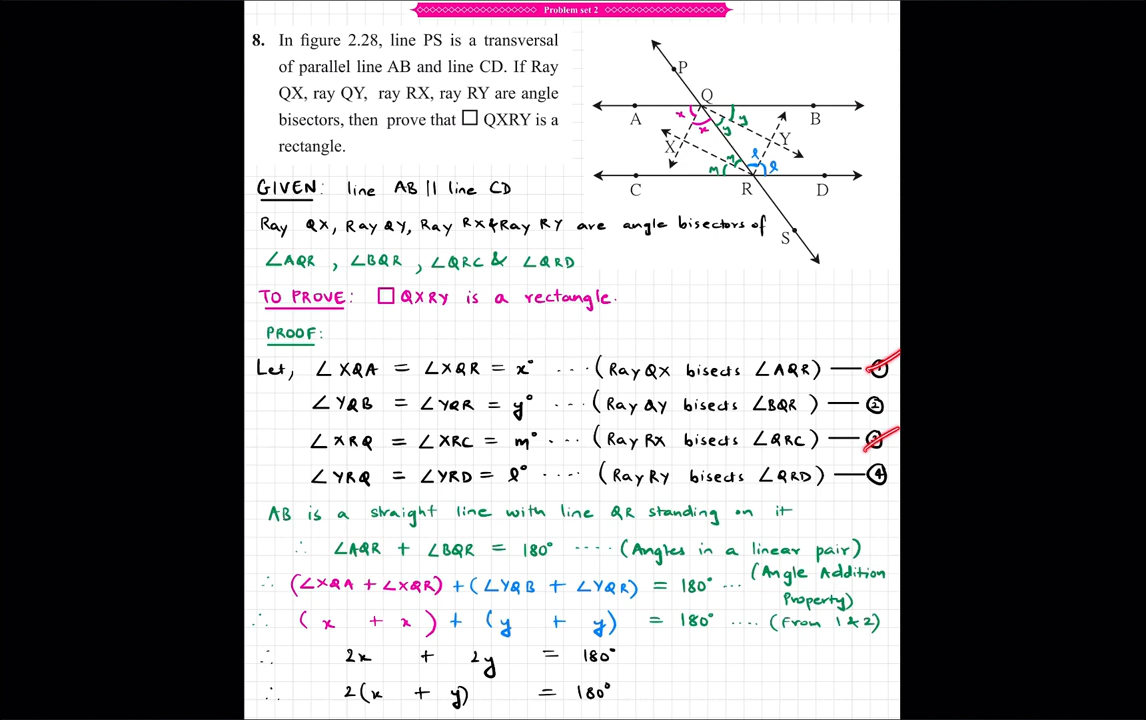 Problem set 2
8. In figure 2.28, line PS is a transversal
of parallel line AB and line CD. If Ray
QX, ray QY, ray RX, ray RY are angle
bisectors, then prove that □ QXRY is a
rectangle.
P
Q
A
B
x
x
y
y
X
Y
m
m
l
l
C
R
D
S
GIVEN: line AB || line CD
Ray QX, Ray QY, Ray RX & Ray RY are angle bisectors of
∠AQR, ∠BQR, ∠QRC & ∠QRD
TO PROVE: □ QXRY is a rectangle.
PROOF:
Let, ∠XQA = ∠XQR = x° ... (Ray QX bisects ∠AQR) — ①
∠YQB = ∠YQR = y° ... (Ray QY bisects ∠BQR) — ②
∠XRQ = ∠XRC = m° ... (Ray RX bisects ∠QRC) — ③
∠YRQ = ∠YRD = l° .... (Ray RY bisects ∠QRD) — ④
AB is a straight line with line QR standing on it
∴ ∠AQR + ∠BQR = 180° .... (Angles in a linear pair)
∴ (∠XQA + ∠XQR) + (∠YQB + ∠YQR) = 180° ... (Angle Addition
Property)
∴ (x + x) + (y + y) = 180° .... (From 1 & 2)
∴ 2x + 2y = 180°
∴ 2(x + y) = 180°